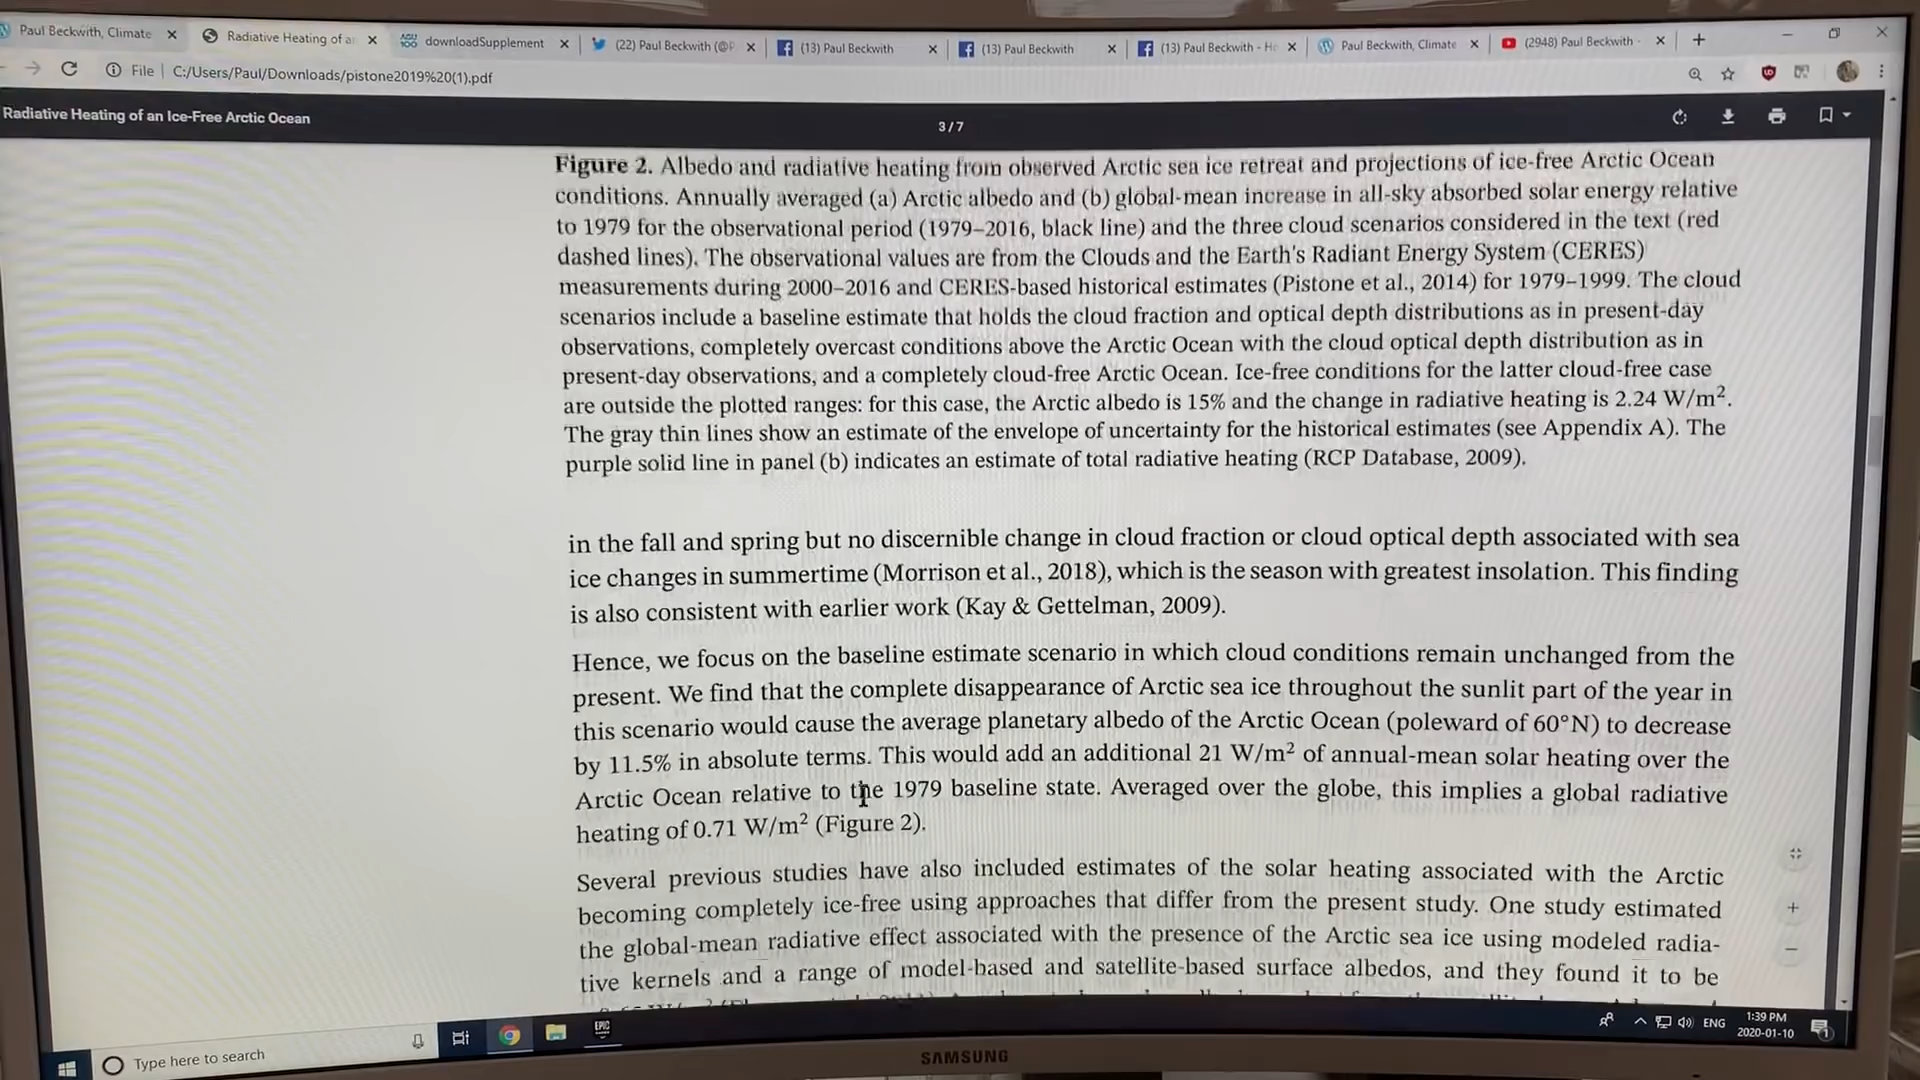 Paul Beckwith, Climate
Radiative Heating of a
downloadSupplement
(22) Paul Beckwith (@P
(13) Paul Beckwith
(13) Paul Beckwith
(13) Paul Beckwith - H
Paul Beckwith, Climate
(2948) Paul Beckwith -
File | C:/Users/Paul/Downloads/pistone2019%20(1).pdf
Radiative Heating of an Ice-Free Arctic Ocean
3 / 7
Figure 2. Albedo and radiative heating from observed Arctic sea ice retreat and projections of ice-free Arctic Ocean
conditions. Annually averaged (a) Arctic albedo and (b) global-mean increase in all-sky absorbed solar energy relative
to 1979 for the observational period (1979–2016, black line) and the three cloud scenarios considered in the text (red
dashed lines). The observational values are from the Clouds and the Earth's Radiant Energy System (CERES)
measurements during 2000–2016 and CERES-based historical estimates (Pistone et al., 2014) for 1979–1999. The cloud
scenarios include a baseline estimate that holds the cloud fraction and optical depth distributions as in present-day
observations, completely overcast conditions above the Arctic Ocean with the cloud optical depth distribution as in
present-day observations, and a completely cloud-free Arctic Ocean. Ice-free conditions for the latter cloud-free case
are outside the plotted ranges: for this case, the Arctic albedo is 15% and the change in radiative heating is 2.24 W/m².
The gray thin lines show an estimate of the envelope of uncertainty for the historical estimates (see Appendix A). The
purple solid line in panel (b) indicates an estimate of total radiative heating (RCP Database, 2009).
in the fall and spring but no discernible change in cloud fraction or cloud optical depth associated with sea
ice changes in summertime (Morrison et al., 2018), which is the season with greatest insolation. This finding
is also consistent with earlier work (Kay & Gettelman, 2009).
Hence, we focus on the baseline estimate scenario in which cloud conditions remain unchanged from the
present. We find that the complete disappearance of Arctic sea ice throughout the sunlit part of the year in
this scenario would cause the average planetary albedo of the Arctic Ocean (poleward of 60°N) to decrease
by 11.5% in absolute terms. This would add an additional 21 W/m² of annual-mean solar heating over the
Arctic Ocean relative to the 1979 baseline state. Averaged over the globe, this implies a global radiative
heating of 0.71 W/m² (Figure 2).
Several previous studies have also included estimates of the solar heating associated with the Arctic
becoming completely ice-free using approaches that differ from the present study. One study estimated
the global-mean radiative effect associated with the presence of the Arctic sea ice using modeled radia-
tive kernels and a range of model-based and satellite-based surface albedos, and they found it to be
Type here to search
EPIC
ENG
1:39 PM
2020-01-10
SAMSUNG